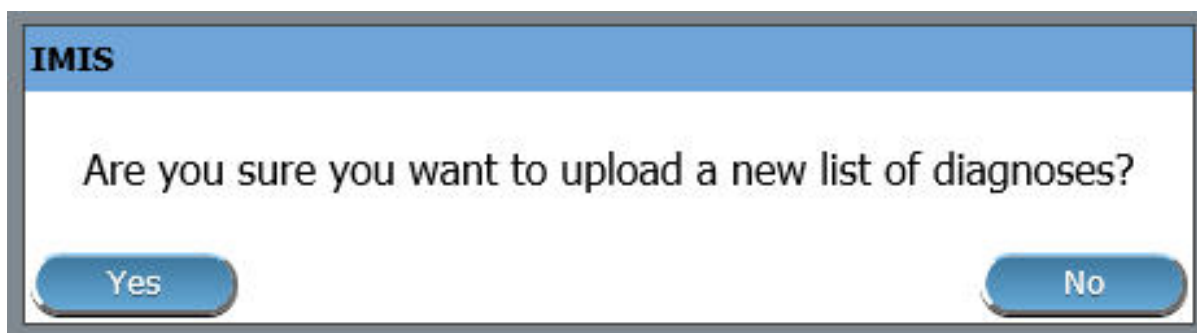 IMIS
Are you sure you want to upload a new list of diagnoses?
Yes
No